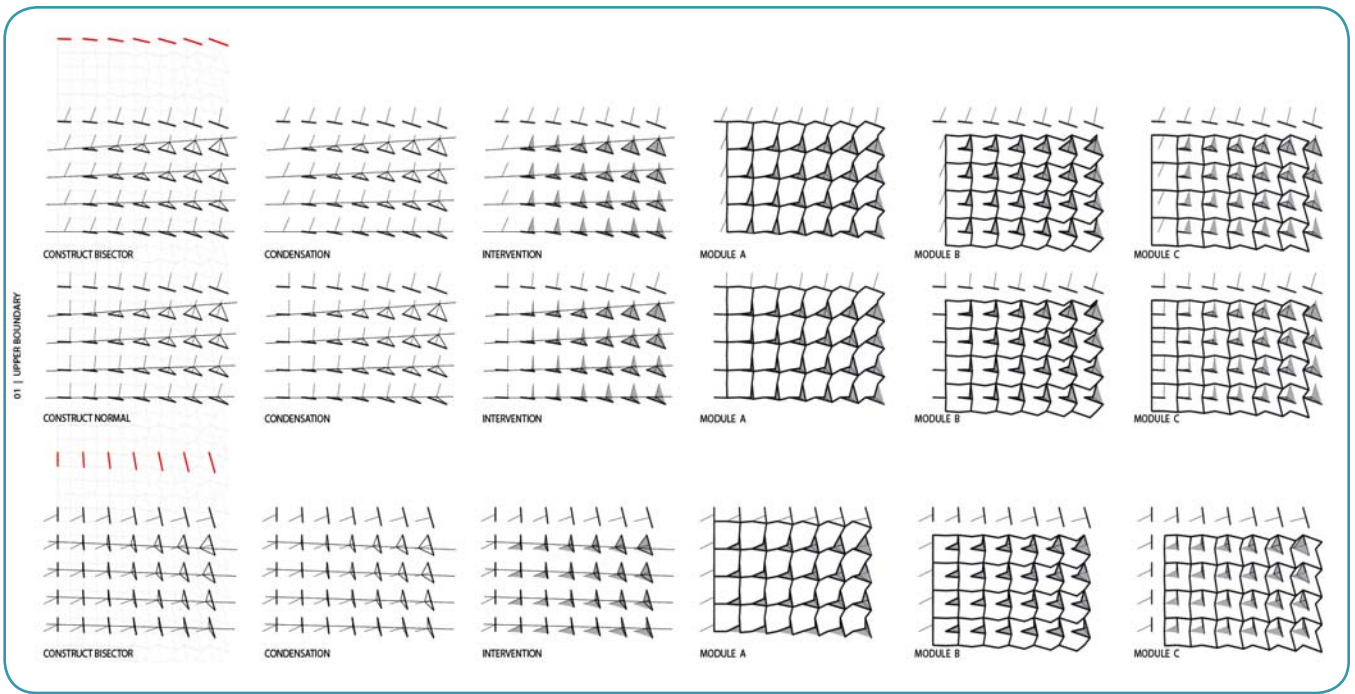 CONSTRUCT BISECTOR
CONDENSATION
INTERVENTION
MODULE A
MODULE B
MODULE C
01 | UPPER BOUNDARY
CONSTRUCT NORMAL
CONDENSATION
INTERVENTION
MODULE A
MODULE B
MODULE C
CONSTRUCT BISECTOR
CONDENSATION
INTERVENTION
MODULE A
MODULE B
MODULE C